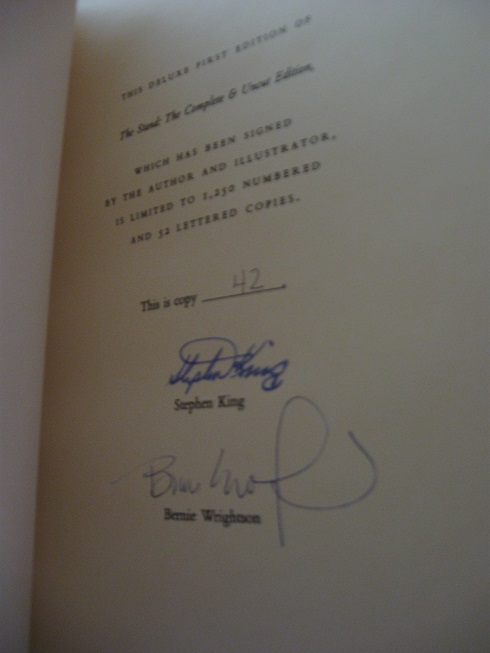 THIS DELUXE FIRST EDITION OF
The Stand: The Complete & Uncut Edition,
WHICH HAS BEEN SIGNED
BY THE AUTHOR AND ILLUSTRATOR,
IS LIMITED TO 1,250 NUMBERED
AND 52 LETTERED COPIES.
This is copy 42.
Stephen King
Stephen King
Bernie Wrightson